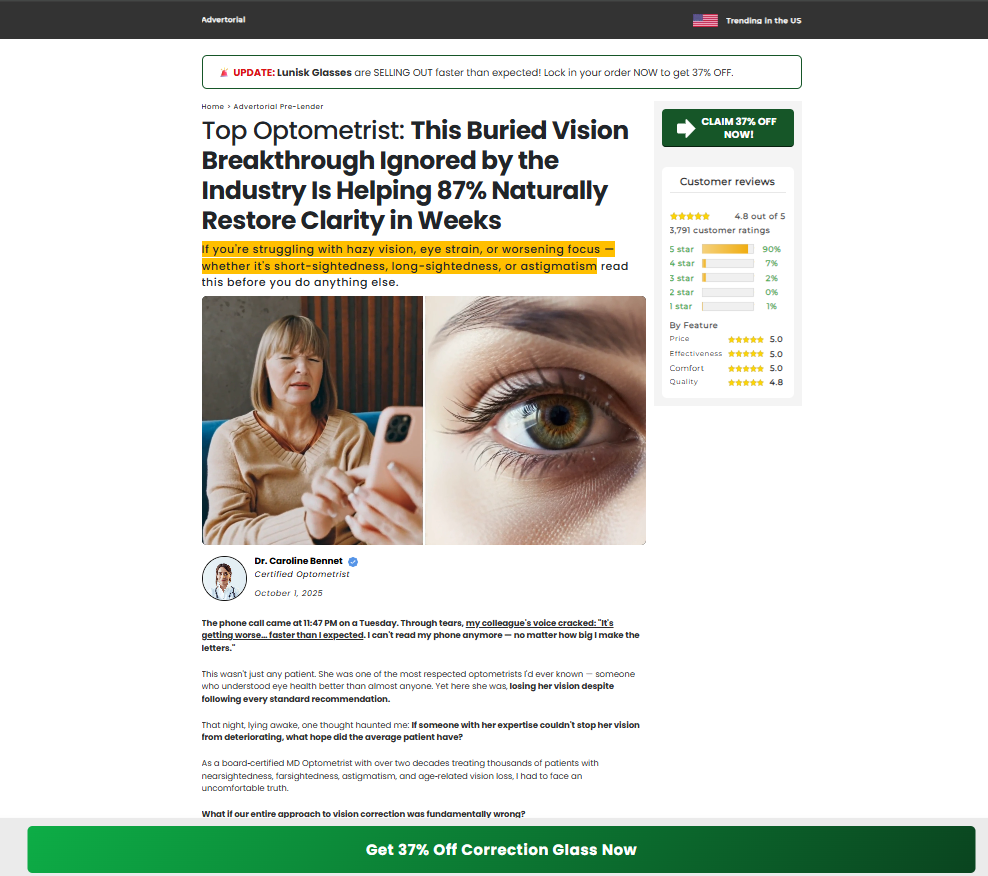 Advertorial
Trending in the US
UPDATE: Lunisk Glasses are SELLING OUT faster than expected! Lock in your order NOW to get 37% OFF.
Home > Advertorial Pre-Lender
Top Optometrist: This Buried Vision
Breakthrough Ignored by the
Industry Is Helping 87% Naturally
Restore Clarity in Weeks
If you're struggling with hazy vision, eye strain, or worsening focus —
whether it's short-sightedness, long-sightedness, or astigmatism read
this before you do anything else.
Dr. Caroline Bennet
Certified Optometrist
October 1, 2025
The phone call came at 11:47 PM on a Tuesday. Through tears, my colleague's voice cracked: "It's
getting worse... faster than I expected. I can't read my phone anymore — no matter how big I make the
letters."
This wasn't just any patient. She was one of the most respected optometrists I'd ever known — someone
who understood eye health better than almost anyone. Yet here she was, losing her vision despite
following every standard recommendation.
That night, lying awake, one thought haunted me: If someone with her expertise couldn't stop her vision
from deteriorating, what hope did the average patient have?
As a board-certified MD Optometrist with over two decades treating thousands of patients with
nearsightedness, farsightedness, astigmatism, and age-related vision loss, I had to face an
uncomfortable truth.
What if our entire approach to vision correction was fundamentally wrong?
CLAIM 37% OFF
NOW!
Customer reviews
4.8 out of 5
3,791 customer ratings
5 star 90%
4 star 7%
3 star 2%
2 star 0%
1 star 1%
By Feature
Price 5.0
Effectiveness 5.0
Comfort 5.0
Quality 4.8
Get 37% Off Correction Glass Now